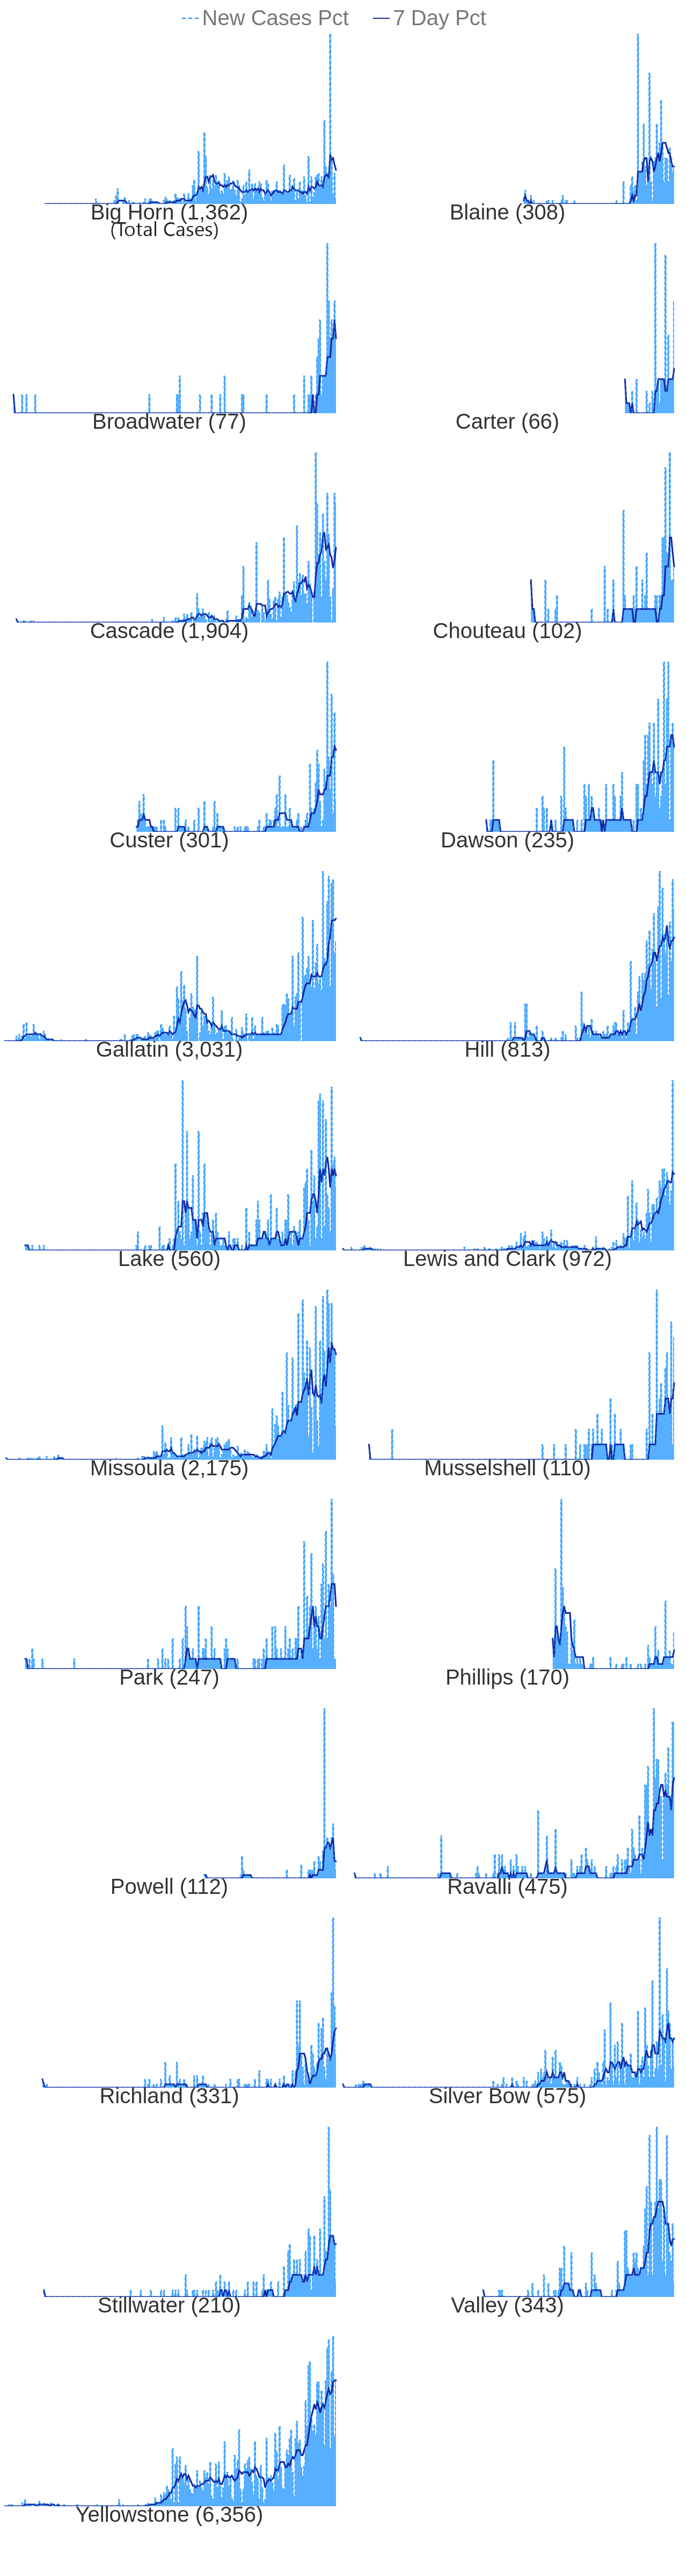 New Cases Pct 7 Day Pct
Big Horn (1,362) Blaine (308)
(Total Cases)
Broadwater (77) Carter (66)
Cascade (1,904) Chouteau (102)
Custer (301) Dawson (235)
Gallatin (3,031) Hill (813)
Lake (560) Lewis and Clark (972)
Missoula (2,175) Musselshell (110)
Park (247) Phillips (170)
Powell (112) Ravalli (475)
Richland (331) Silver Bow (575)
Stillwater (210) Valley (343)
Yellowstone (6,356)